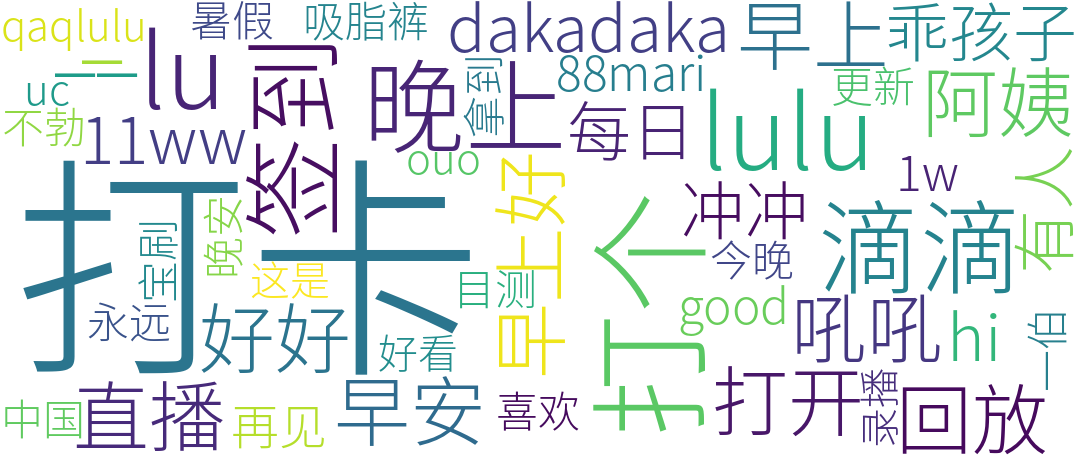 qaqlulu
暑假
吸脂裤
dakadaka
早上
乖孩子
一一
lu
签到
晚上
拿到
88mari
更新
阿姨
uc
不勃
11ww
每日
lulu
ouo
1w
有人
打卡
早上好
打个
冲冲
滴滴
晚安
宝刷
这是
目测
今晚
永远
好好
好看
good
吼吼
hi
一伯
中国
直播
再见
早安
喜欢
打开
录播
回放